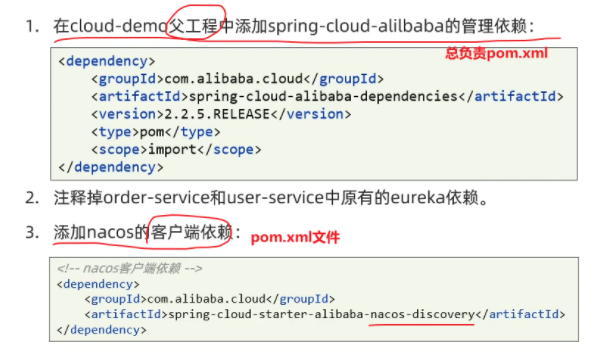 1. 在cloud-demo父工程中添加spring-cloud-alilbaba的管理依赖：
总负责pom.xml
<dependency>
<groupId>com.alibaba.cloud</groupId>
<artifactId>spring-cloud-alibaba-dependencies</artifactId>
<version>2.2.5.RELEASE</version>
<type>pom</type>
<scope>import</scope>
</dependency>
2. 注释掉order-service和user-service中原有的eureka依赖。
3. 添加nacos的客户端依赖： pom.xml文件
<!-- nacos客户端依赖 -->
<dependency>
<groupId>com.alibaba.cloud</groupId>
<artifactId>spring-cloud-starter-alibaba-nacos-discovery</artifactId>
</dependency>